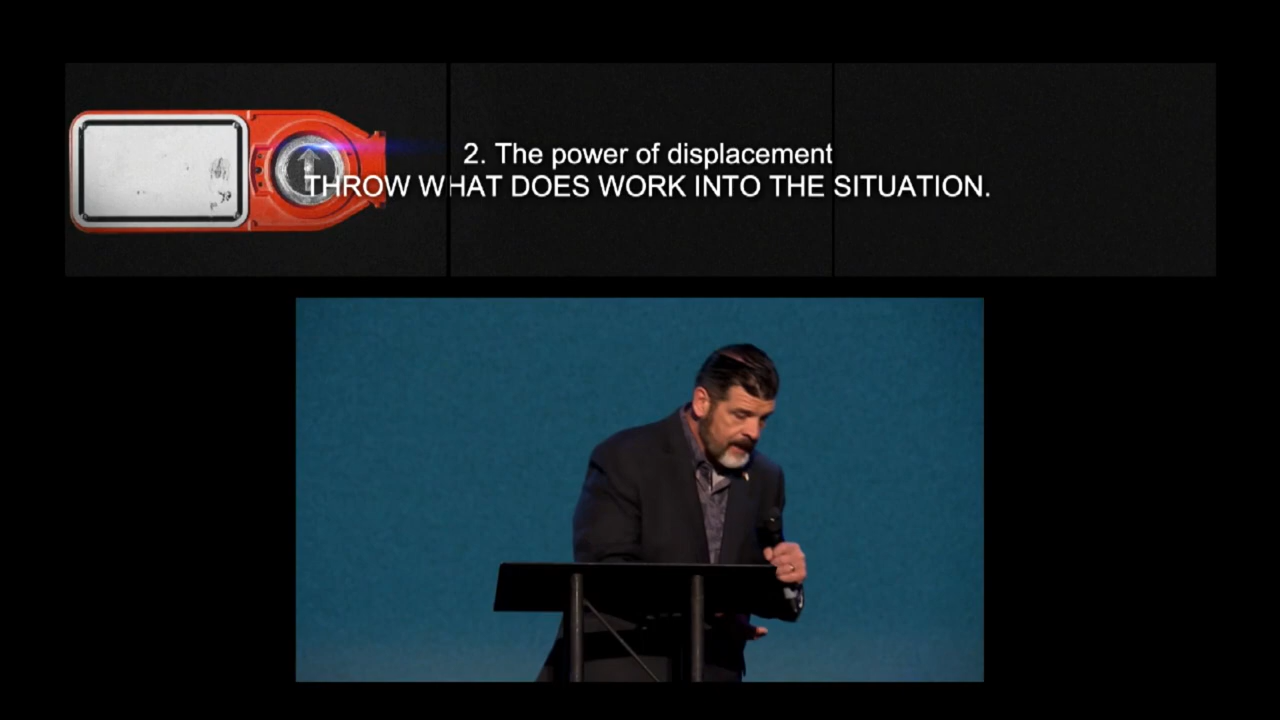 2. The power of displacement
THROW WHAT DOES WORK INTO THE SITUATION.